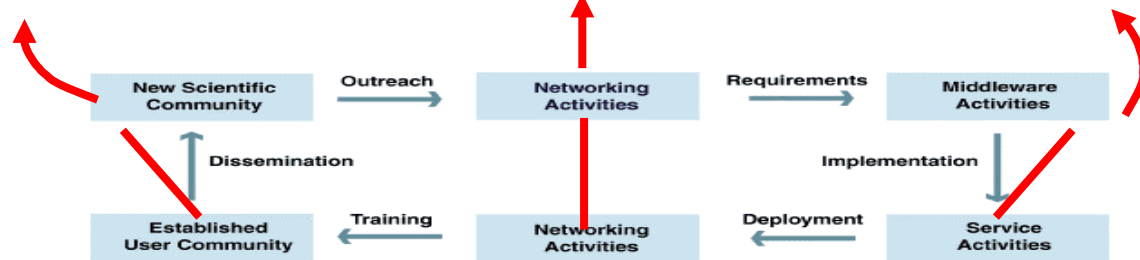 New Scientific
Community
Outreach
Networking
Activities
Requirements
Middleware
Activities
Dissemination
Implementation
Established
User Community
Training
Networking
Activities
Deployment
Service
Activities